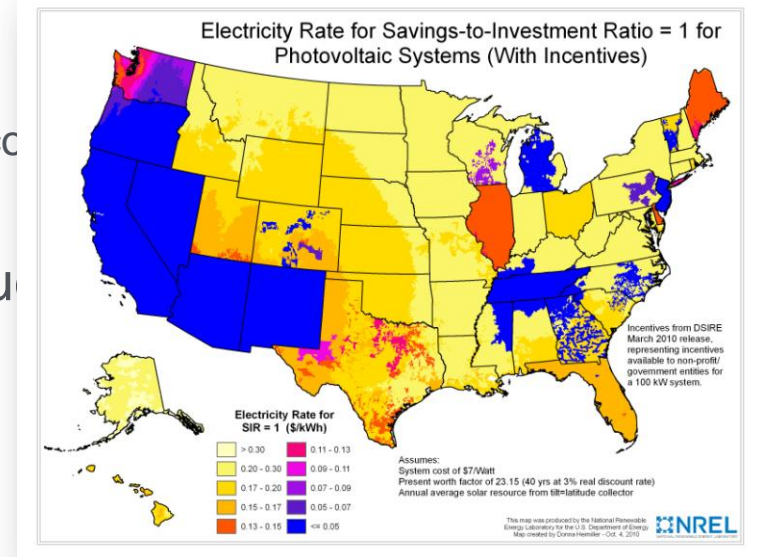 Electricity Rate for Savings-to-Investment Ratio = 1 for
Photovoltaic Systems (With Incentives)
Incentives from DSIRE
March 2010 release,
representing incentives
available to non-profit/
government entities for
a 100 kW system.
Electricity Rate for
SIR = 1 ($/kWh)
> 0.30
0.20 - 0.30
0.17 - 0.20
0.15 - 0.17
0.13 - 0.15
0.11 - 0.13
0.09 - 0.11
0.07 - 0.09
0.05 - 0.07
<= 0.05
Assumes:
System cost of $7/Watt
Present worth factor of 23.15 (40 yrs at 3% real discount rate)
Annual average solar resource from tilt=latitude collector
This map was produced by the National Renewable
Energy Laboratory for the U.S. Department of Energy
Map created by Donna Heimiller - Oct. 4, 2010
NREL
NATIONAL RENEWABLE ENERGY LABORATORY